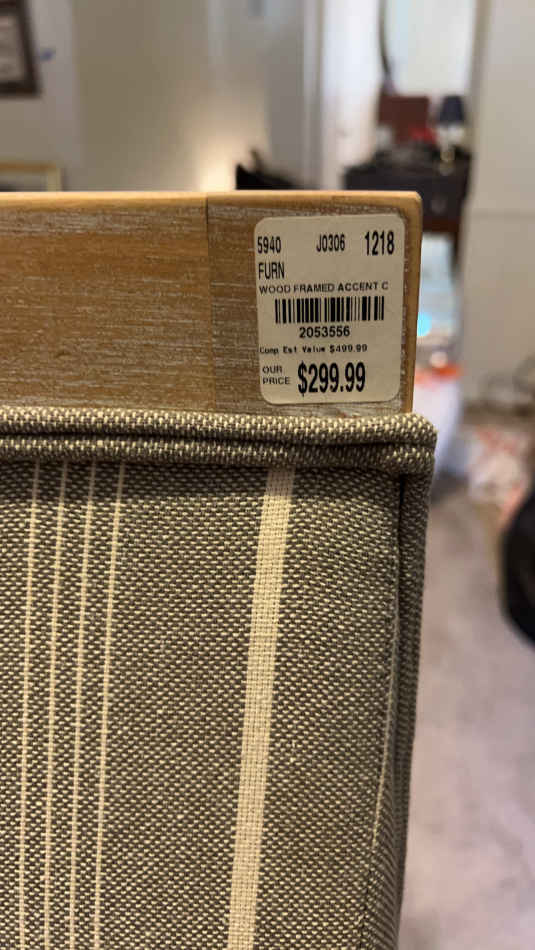 5940 J0306 1218
FURN
WOOD FRAMED ACCENT C
2053556
Comp Est Value $499.99
OUR
PRICE $299.99